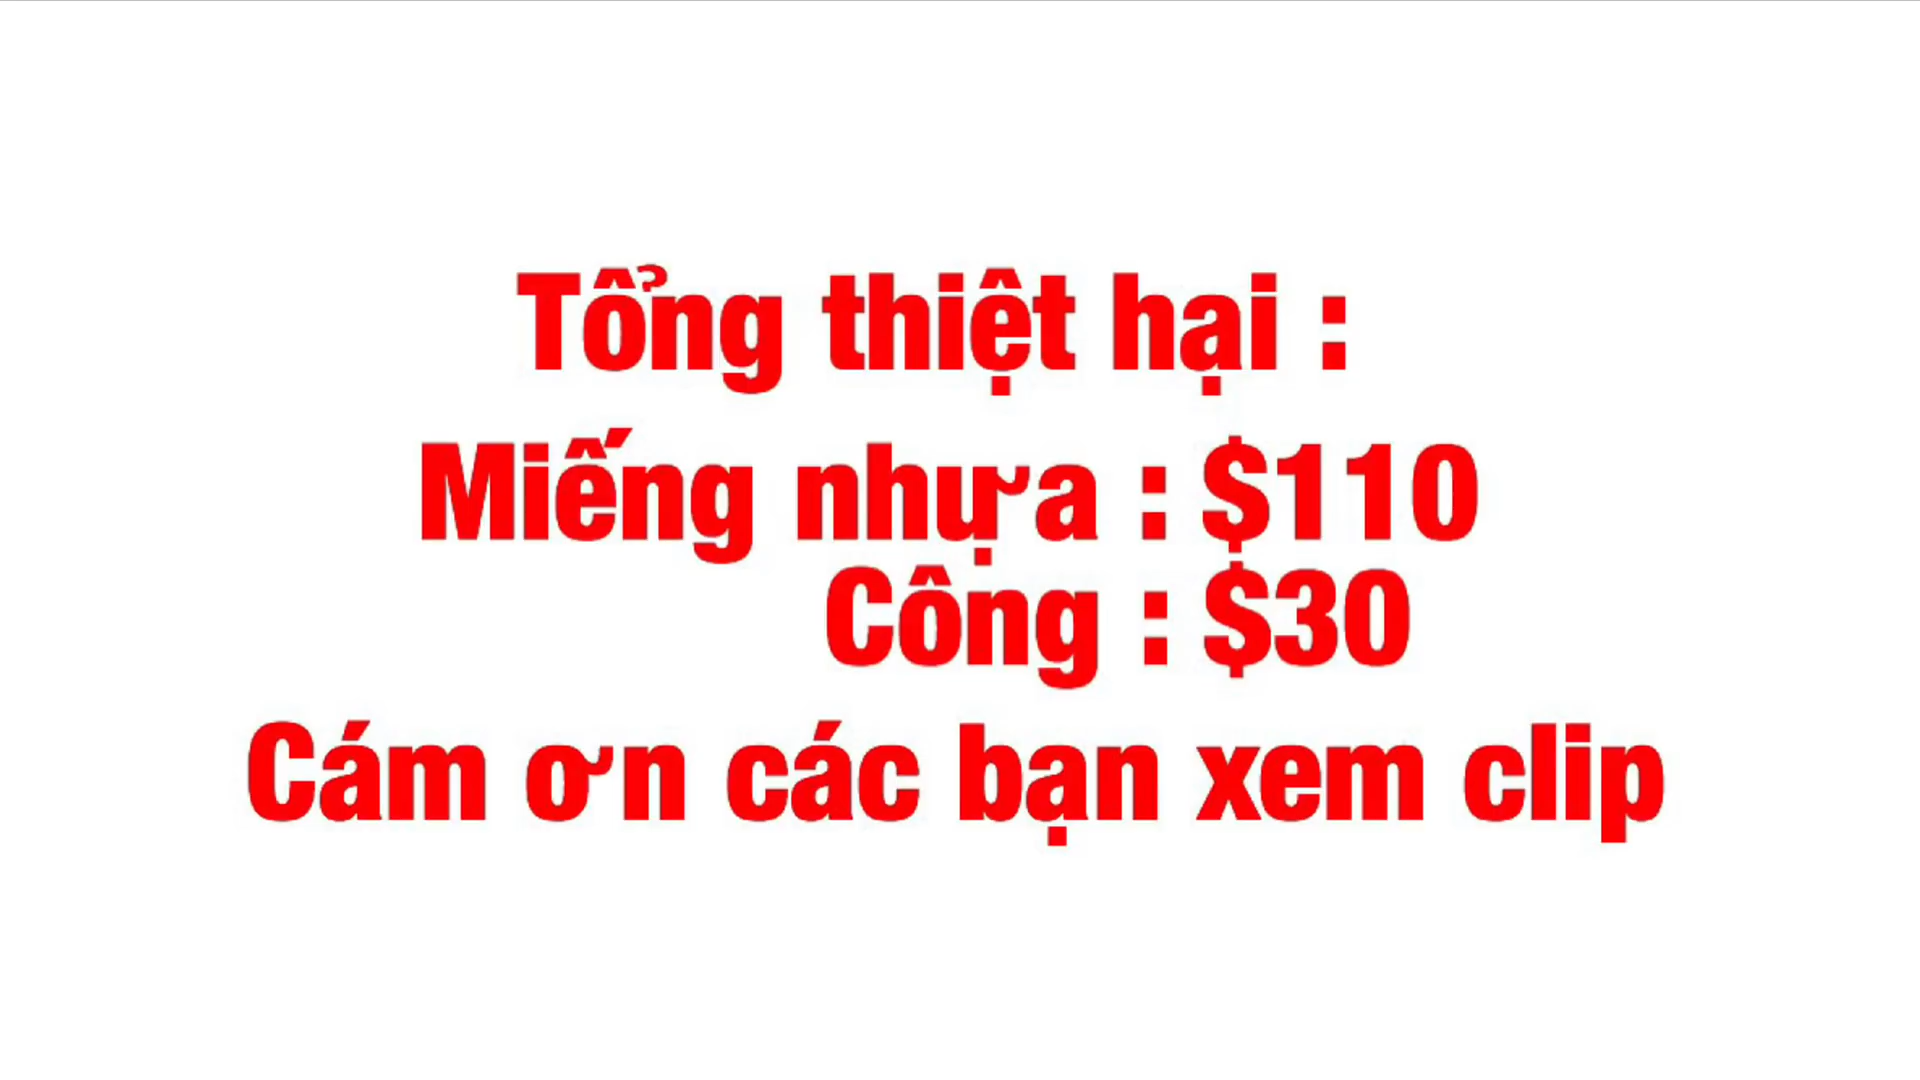 Tổng thiệt hại :
Miếng nhựa : $110
Công : $30
Cám ơn các bạn xem clip